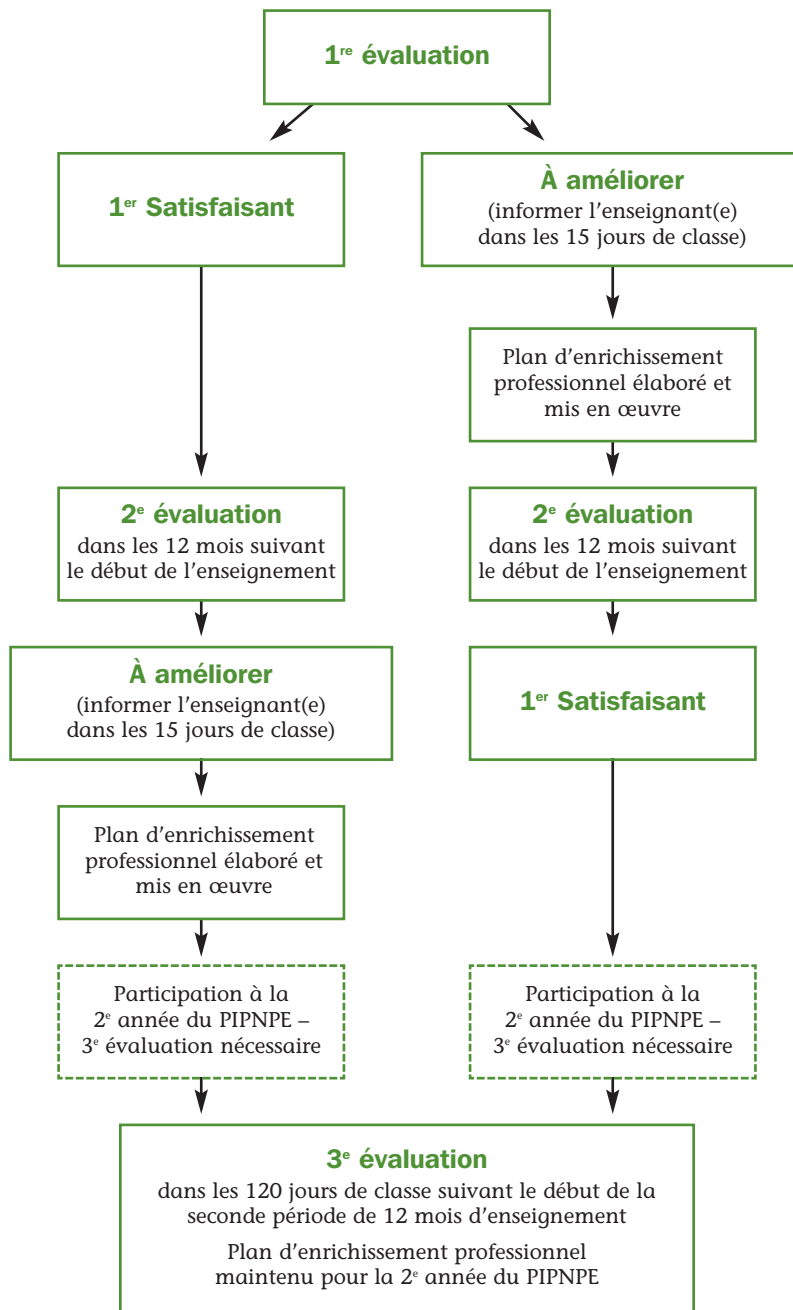 1re évaluation
1er Satisfaisant
À améliorer
(informer l’enseignant(e)
dans les 15 jours de classe)
Plan d’enrichissement
professionnel élaboré et
mis en œuvre
2e évaluation
dans les 12 mois suivant
le début de l’enseignement
2e évaluation
dans les 12 mois suivant
le début de l’enseignement
À améliorer
(informer l’enseignant(e)
dans les 15 jours de classe)
1er Satisfaisant
Plan d’enrichissement
professionnel élaboré et
mis en œuvre
Participation à la
2e année du PIPNPE –
3e évaluation nécessaire
Participation à la
2e année du PIPNPE –
3e évaluation nécessaire
3e évaluation
dans les 120 jours de classe suivant le début de la
seconde période de 12 mois d’enseignement
Plan d’enrichissement professionnel
maintenu pour la 2e année du PIPNPE